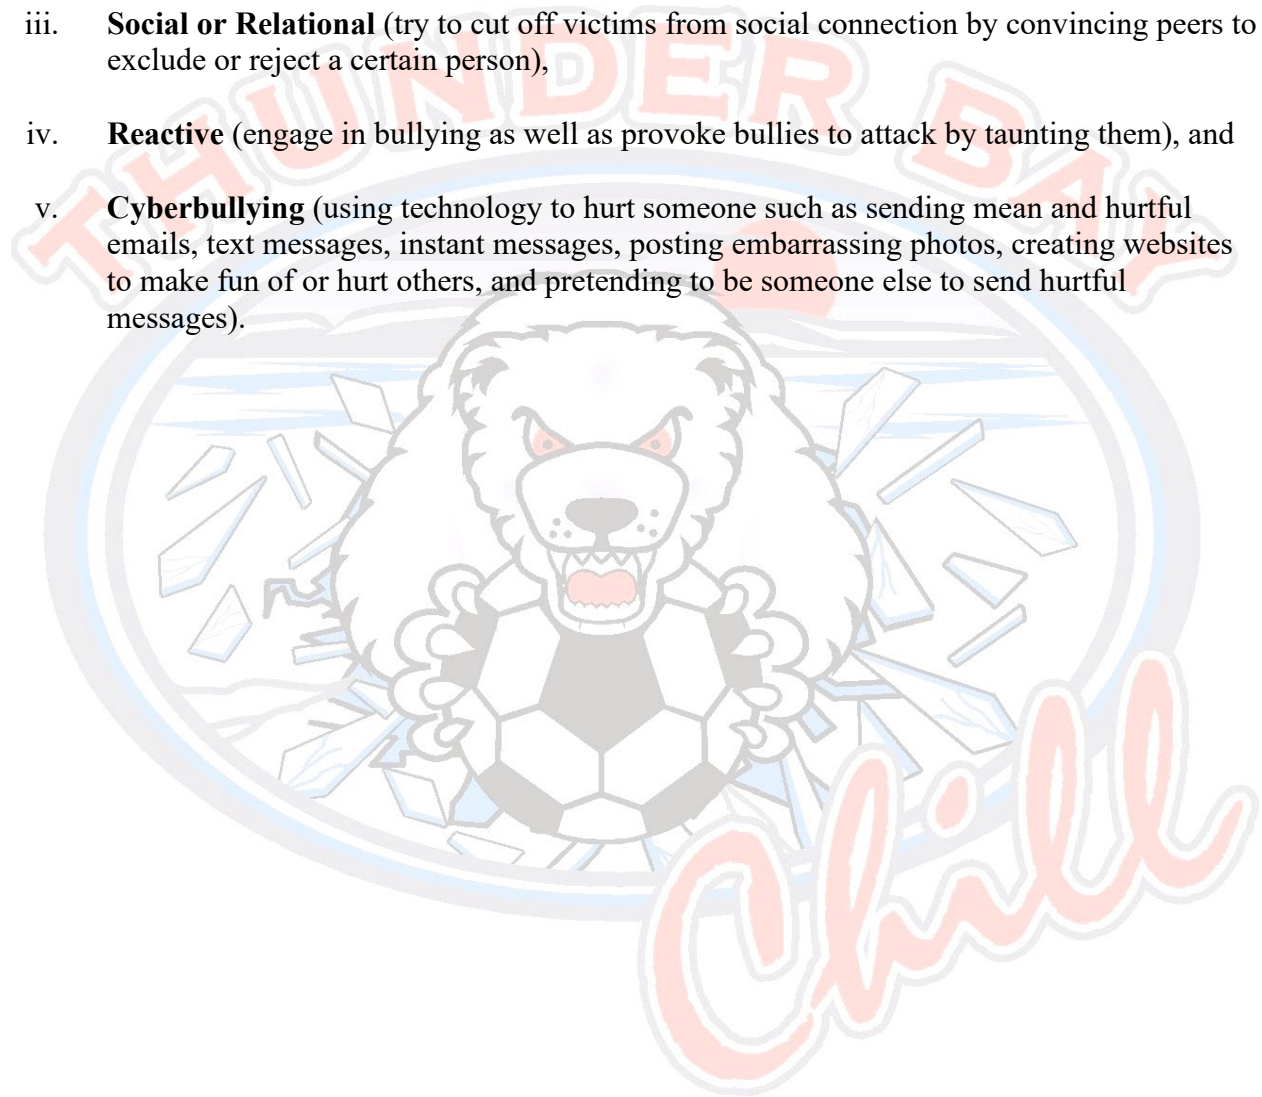 iii. Social or Relational (try to cut off victims from social connection by convincing peers to
exclude or reject a certain person),
iv. Reactive (engage in bullying as well as provoke bullies to attack by taunting them), and
v. Cyberbullying (using technology to hurt someone such as sending mean and hurtful
emails, text messages, instant messages, posting embarrassing photos, creating websites
to make fun of or hurt others, and pretending to be someone else to send hurtful
messages).
THUNDER BAY
Chill